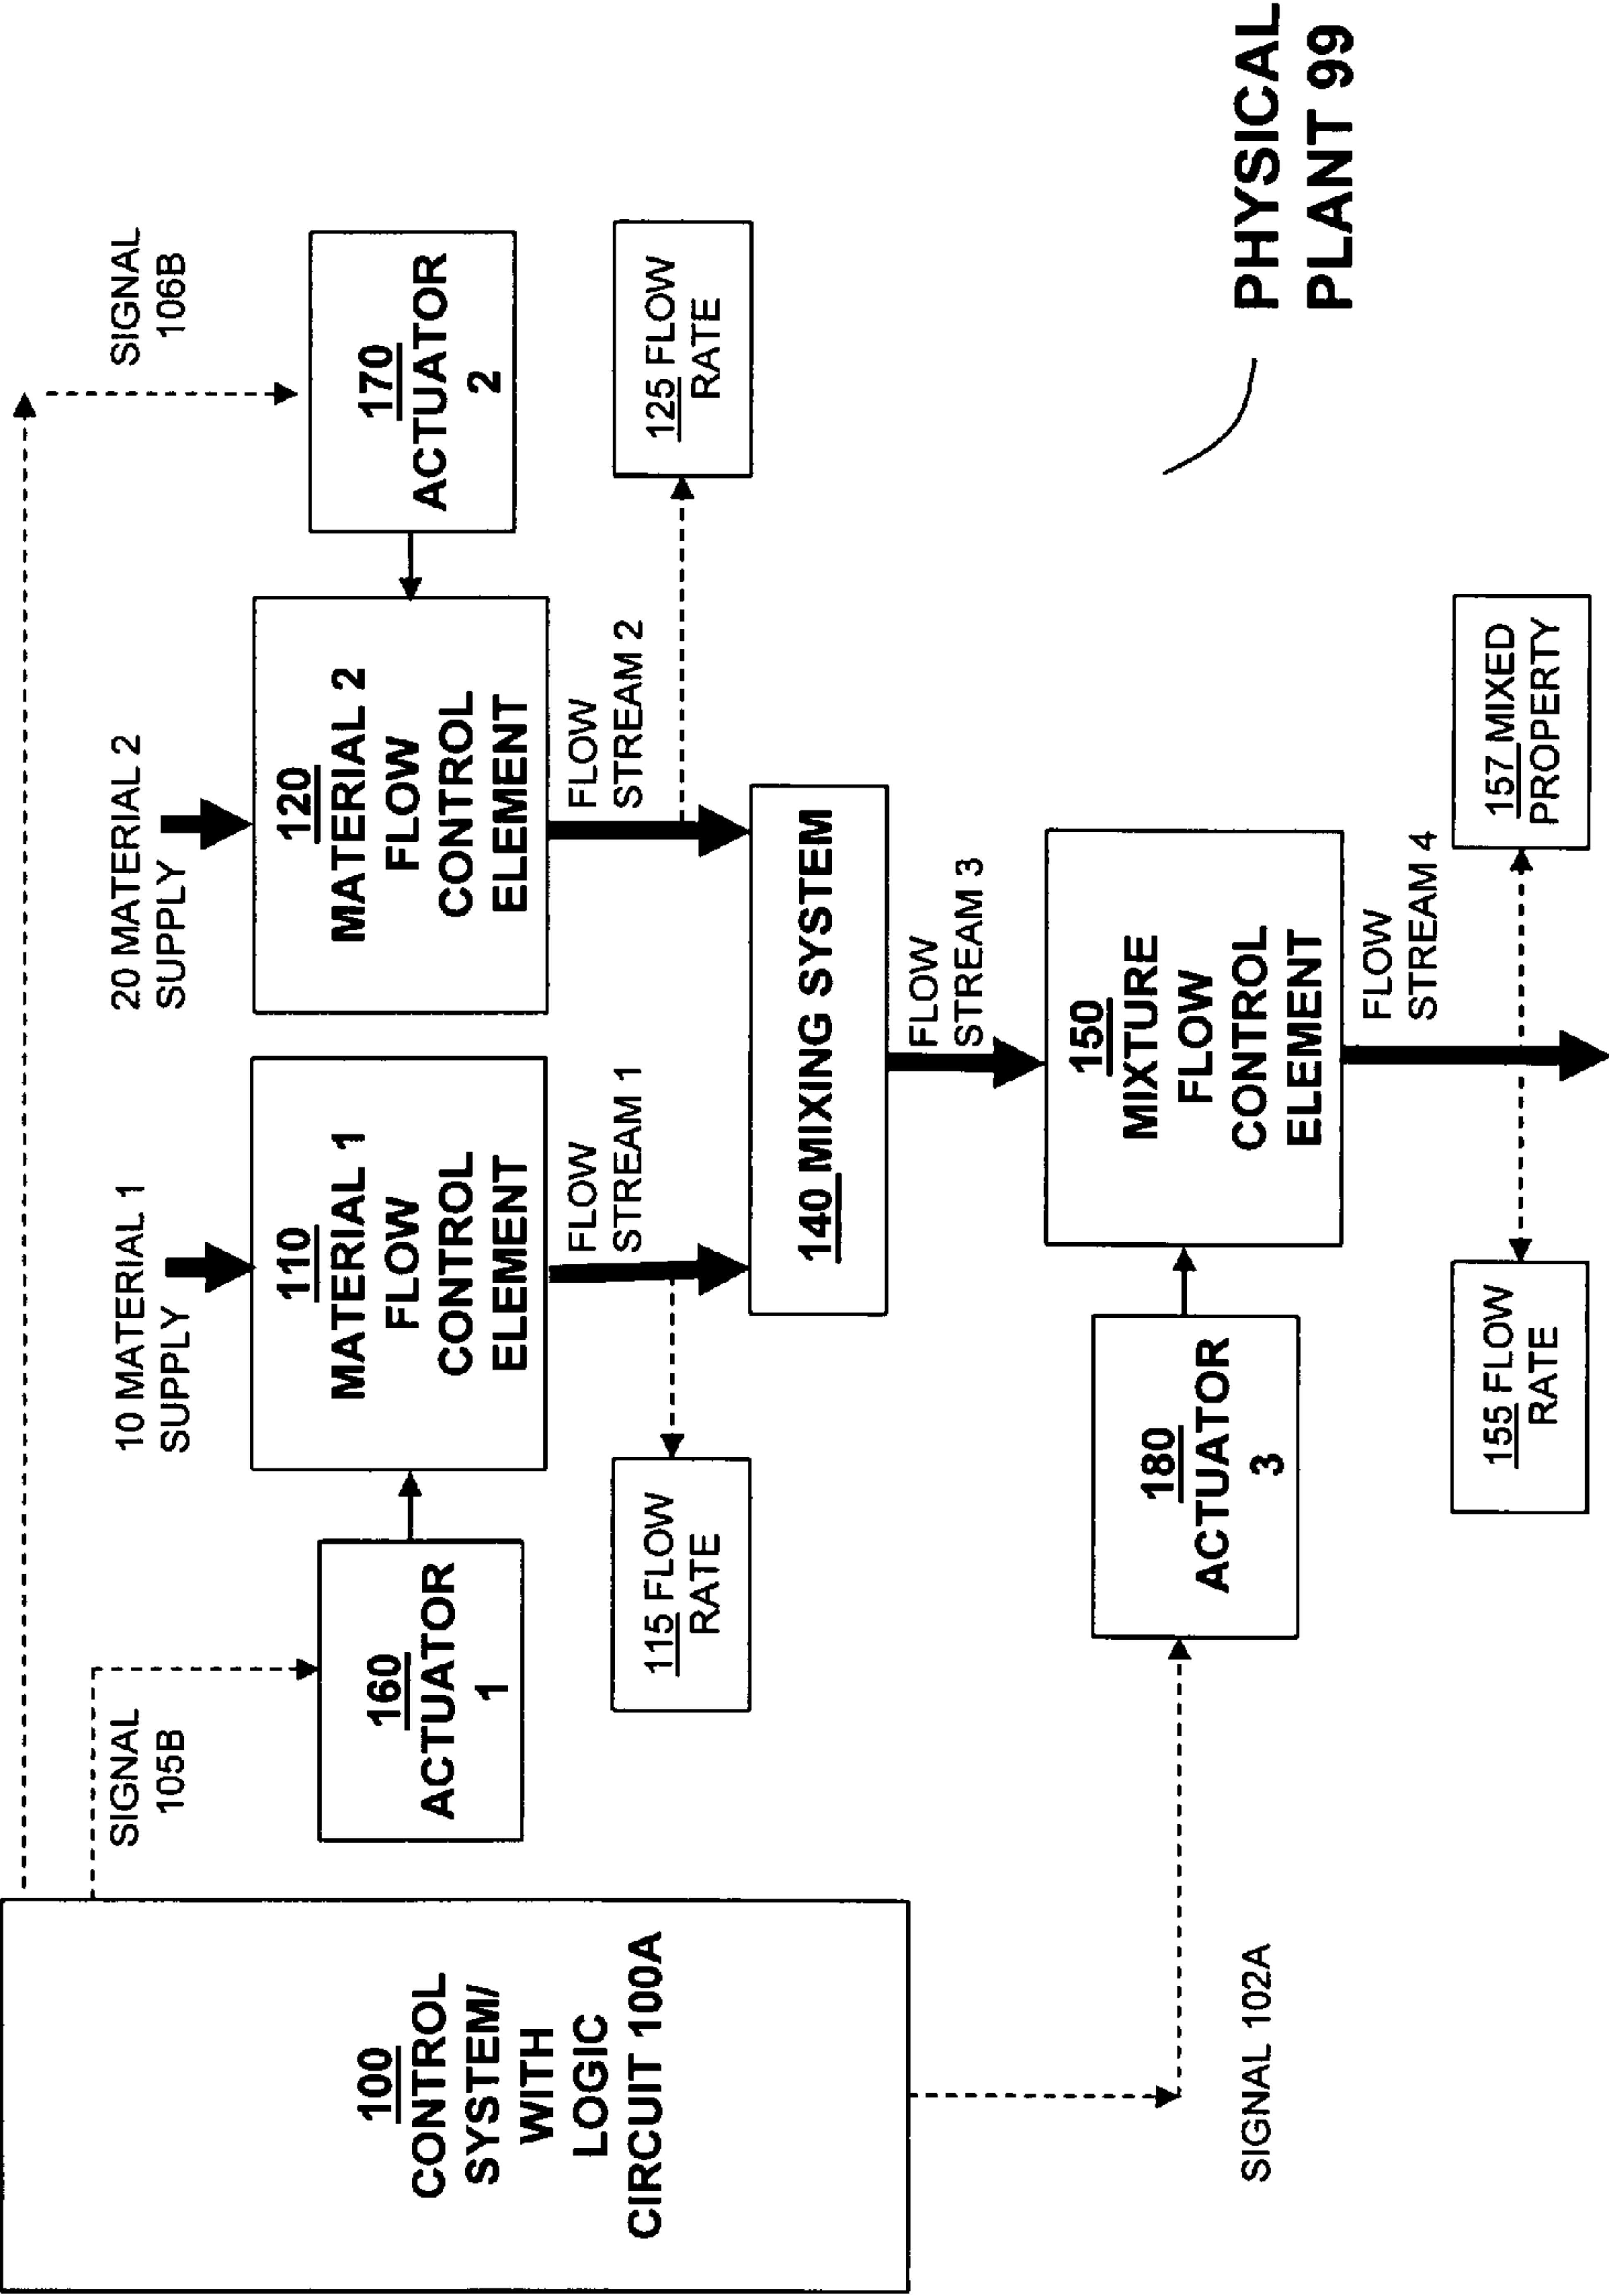 100
CONTROL
SYSTEM/
WITH
LOGIC
CIRCUIT 100A
SIGNAL
105B
SIGNAL
106B
10 MATERIAL 1
SUPPLY
20 MATERIAL 2
SUPPLY
160
ACTUATOR
1
110
MATERIAL 1
FLOW
CONTROL
ELEMENT
120
MATERIAL 2
FLOW
CONTROL
ELEMENT
170
ACTUATOR
2
FLOW
STREAM 1
FLOW
STREAM 2
115 FLOW
RATE
125 FLOW
RATE
140 MIXING SYSTEM
FLOW
STREAM 3
SIGNAL 102A
180
ACTUATOR
3
150
MIXTURE
FLOW
CONTROL
ELEMENT
FLOW
STREAM 4
155 FLOW
RATE
157 MIXED
PROPERTY
PHYSICAL
PLANT 99